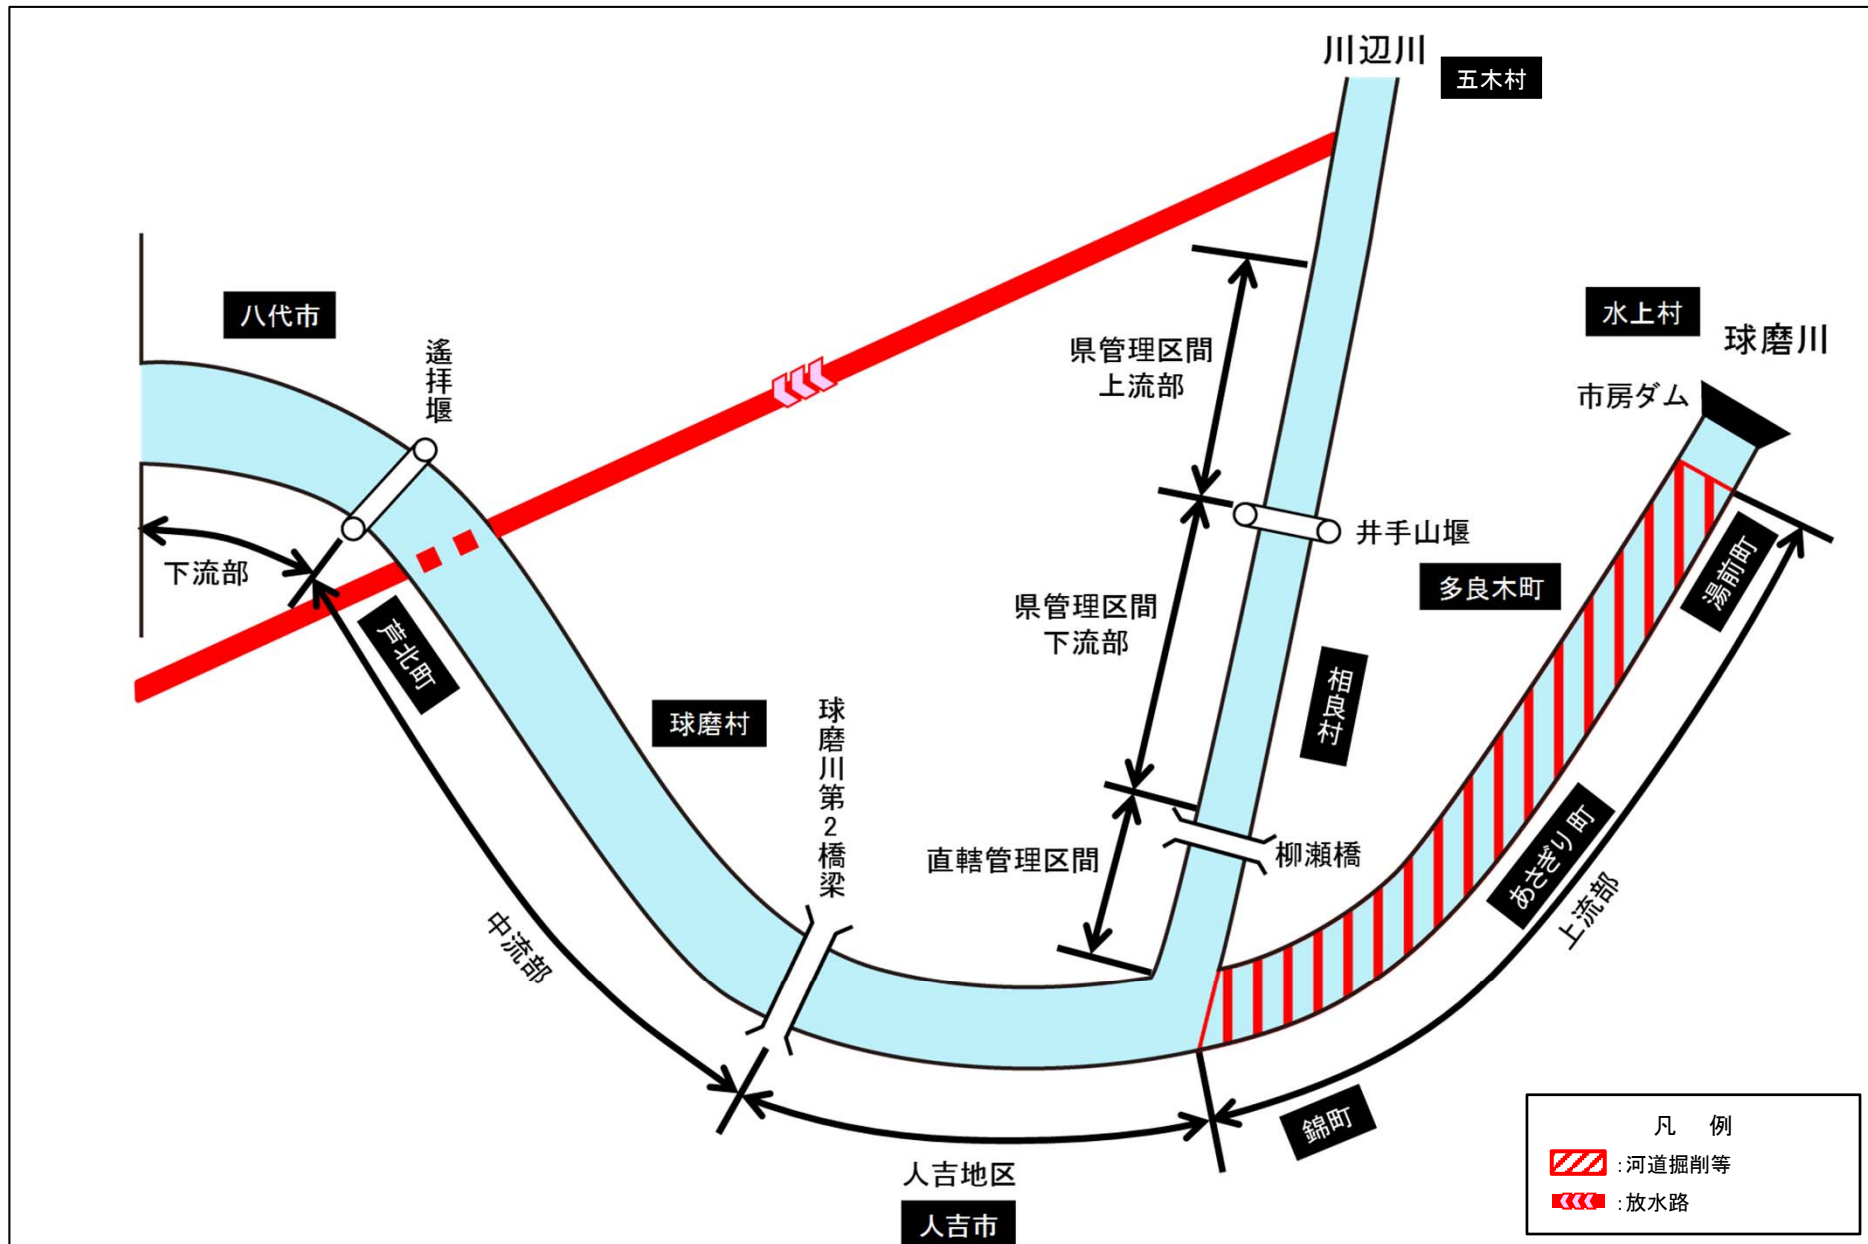 川辺川
五木村
八代市
遙拝堰
水上村
球磨川
市房ダム
県管理区間
上流部
井手山堰
湯前町
下流部
多良木町
県管理区間
下流部
芦北町
相良村
球磨村
球磨川第2橋梁
直轄管理区間
柳瀬橋
あさぎり町
上流部
中流部
錦町
人吉地区
人吉市
凡 例
:河道掘削等
:放水路